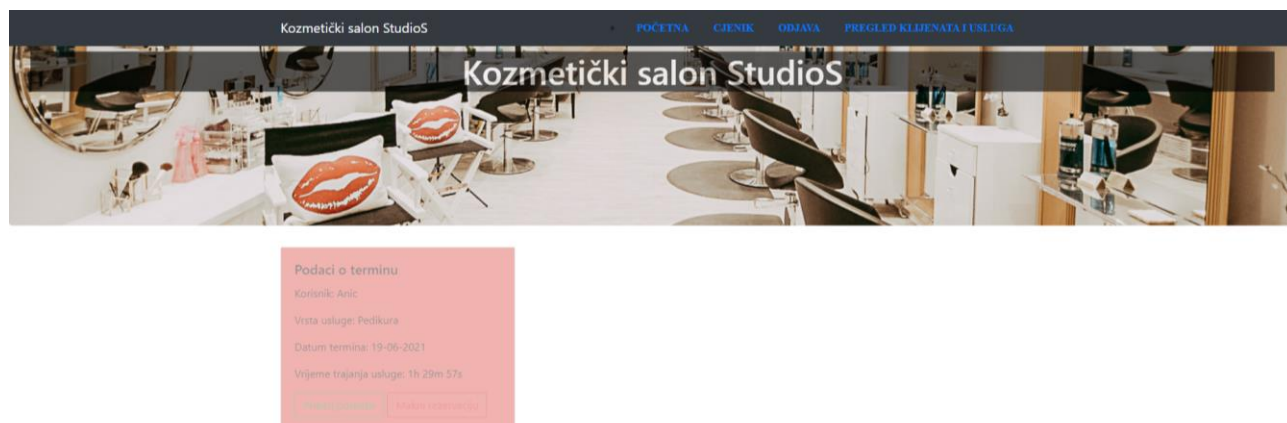 Kozmetički salon StudioS
POČETNA CJENIK ODJAVA PREGLED KLIJENATA I USLUGA
Kozmetički salon StudioS
Podaci o terminu
Korisnik: Anic
Vrsta usluge: Pedikura
Datum termina: 19-06-2021
Vrijeme trajanja usluge: 1h 29m 57s